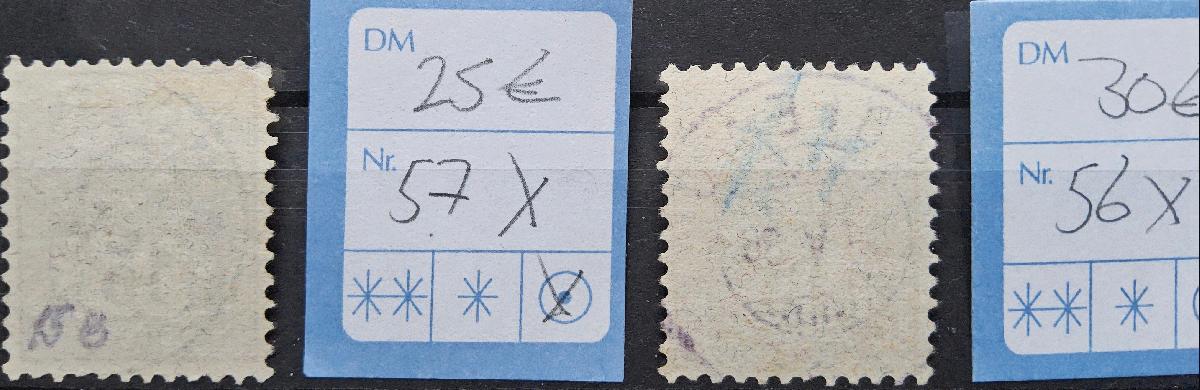 DM
25€
Nr.
57 X
DM
30€
Nr.
56 X